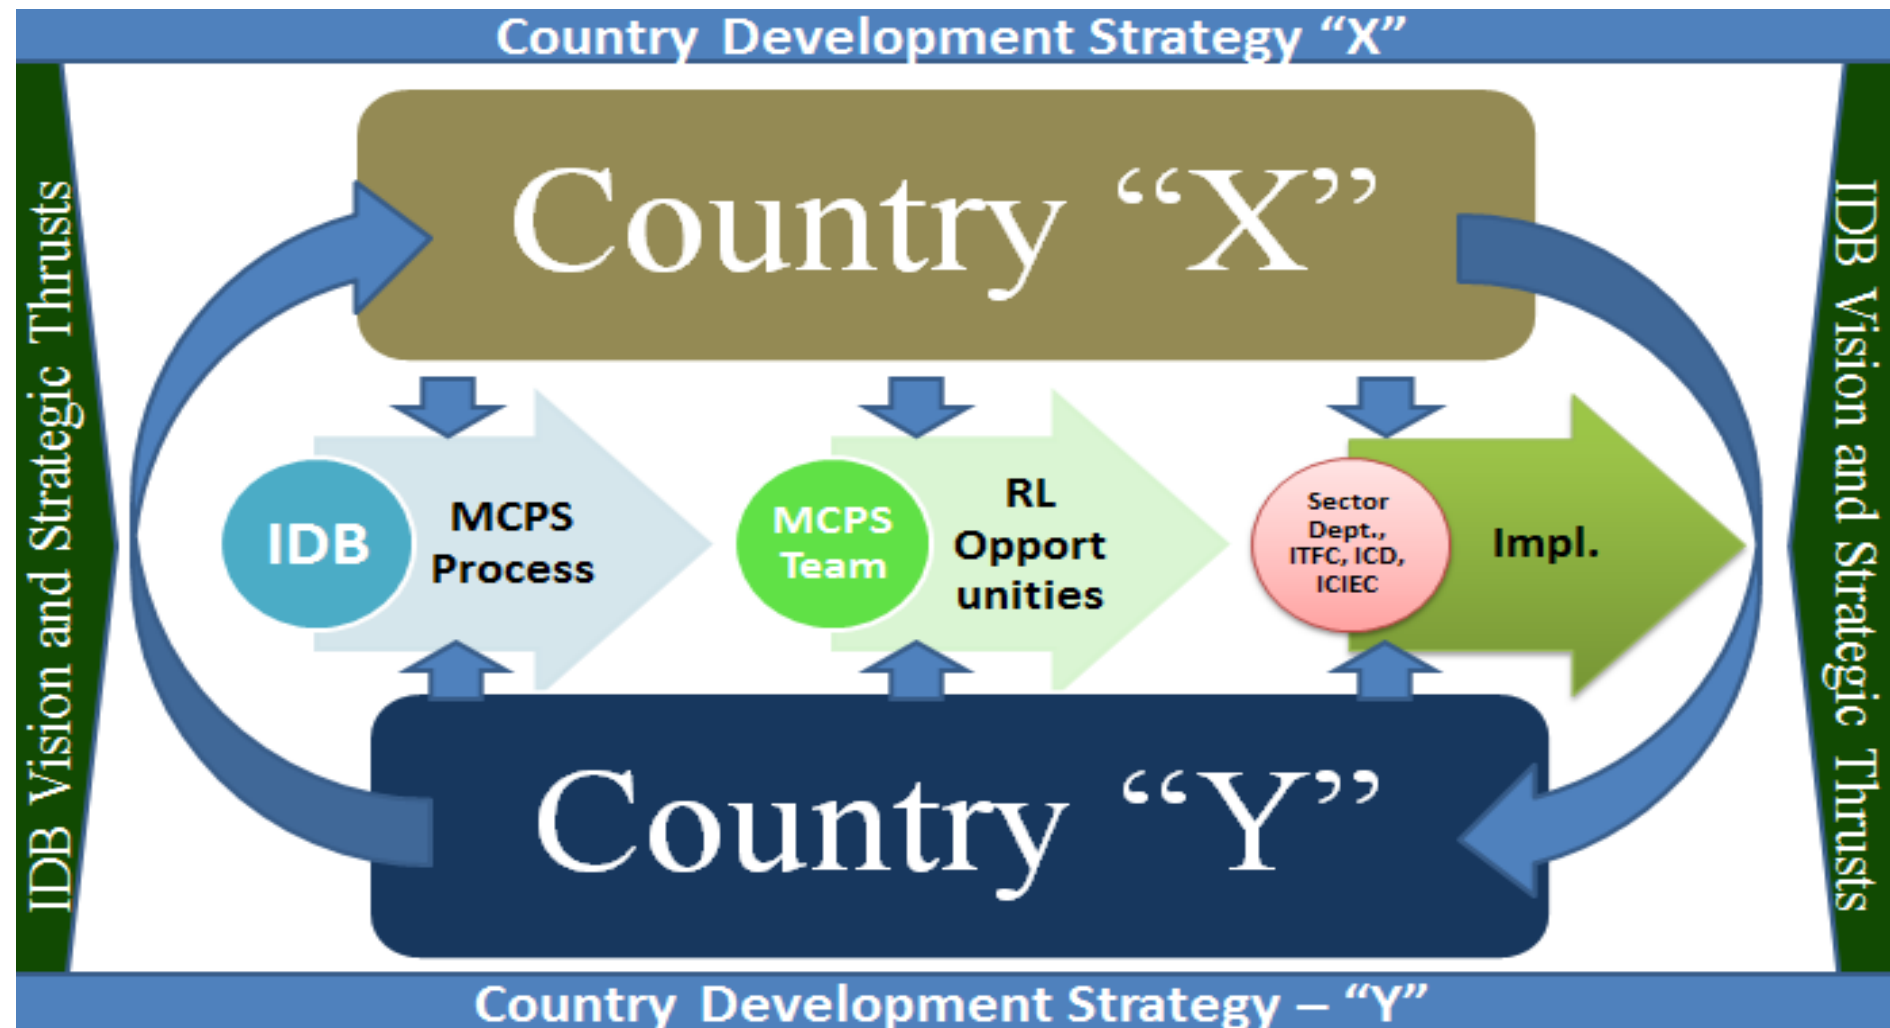 Country Development Strategy “X”
IDB Vision and Strategic Thrusts
Country “X”
IDB
MCPS
Process
MCPS
Team
RL
Opport
unities
Sector
Dept.,
ITFC, ICD,
ICIEC
Impl.
Country “Y”
IDB Vision and Strategic Thrusts
Country Development Strategy – “Y”